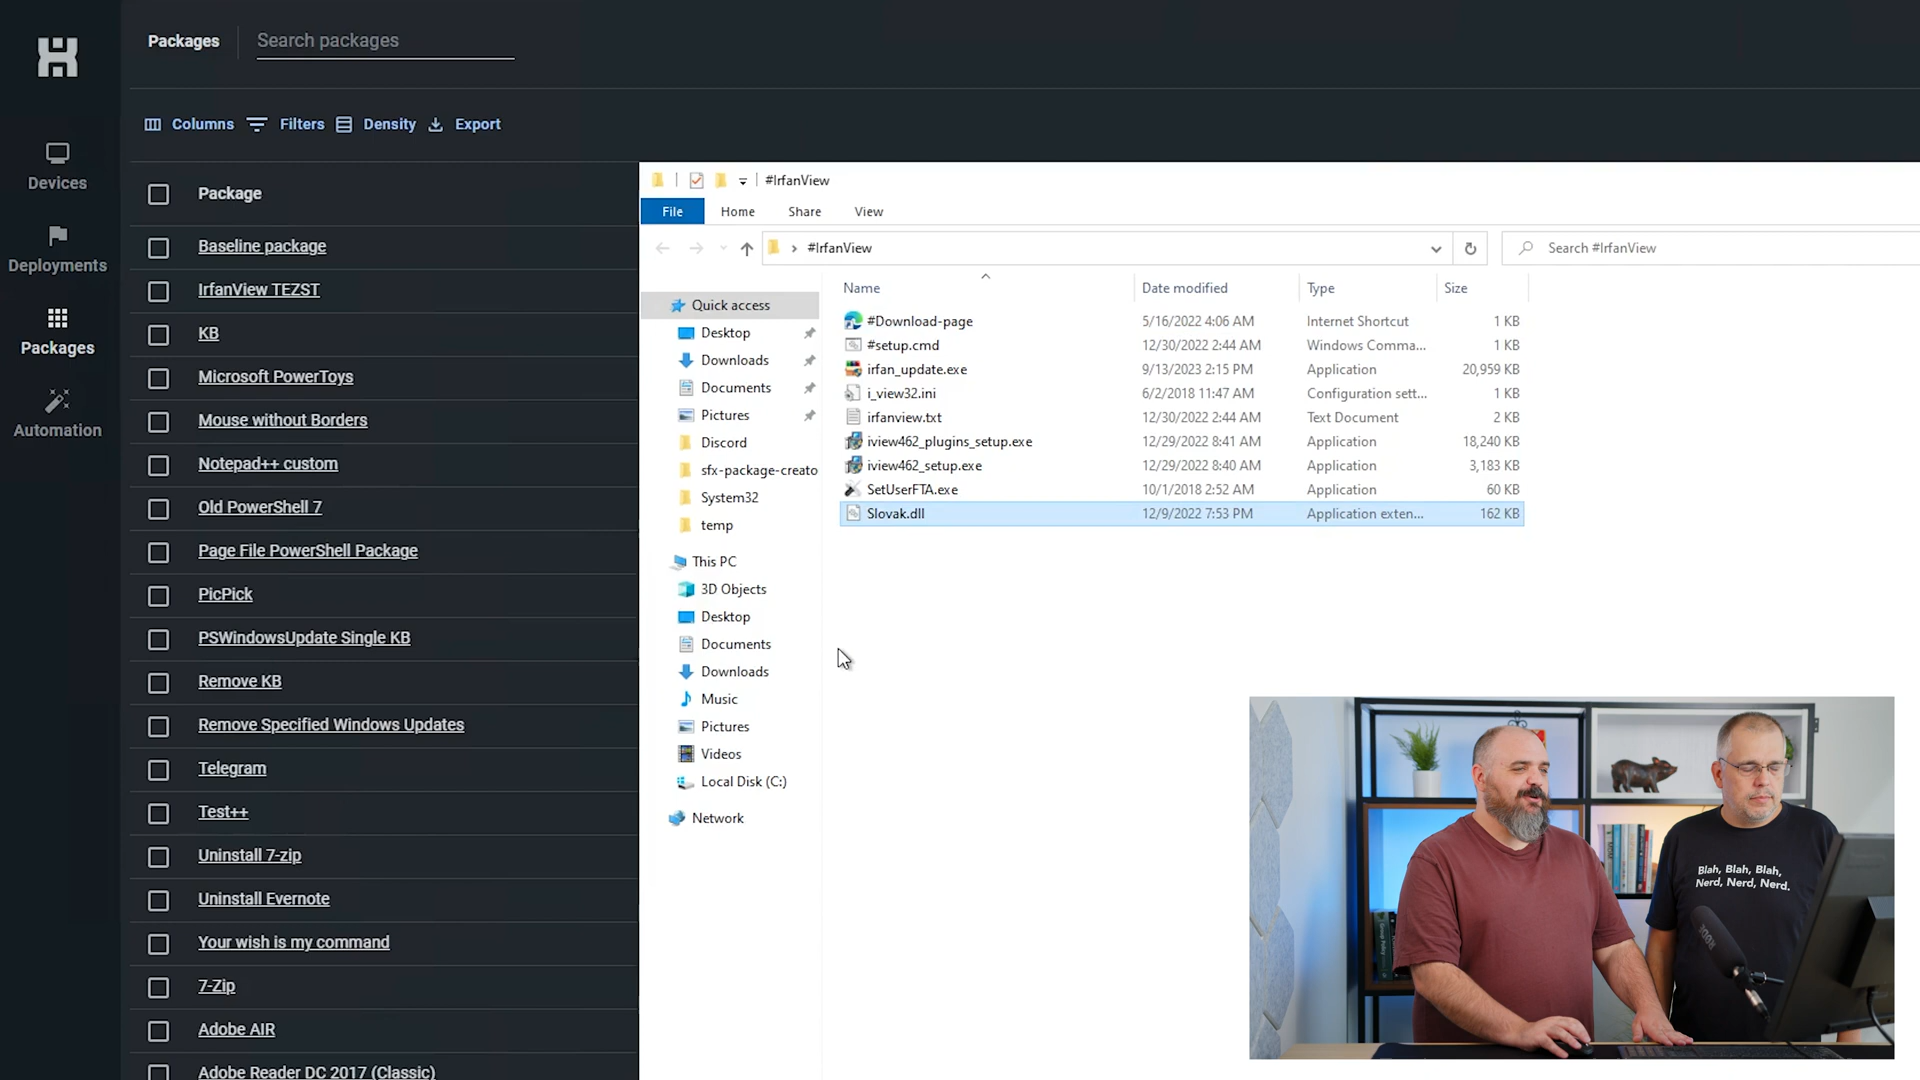 Packages
Search packages
Columns
Filters
Density
Export
Devices
Deployments
Packages
Automation
Package
Baseline package
IrfanView TEZST
KB
Microsoft PowerToys
Mouse without Borders
Notepad++ custom
Old PowerShell 7
Page File PowerShell Package
PicPick
PSWindowsUpdate Single KB
Remove KB
Remove Specified Windows Updates
Telegram
Test++
Uninstall 7-zip
Uninstall Evernote
Your wish is my command
7-Zip
Adobe AIR
Adobe Reader DC 2017 (Classic)
#IrfanView
File Home Share View
#IrfanView
Search #IrfanView
Quick access
Desktop
Downloads
Documents
Pictures
Discord
sfx-package-creato
System32
temp
This PC
3D Objects
Desktop
Documents
Downloads
Music
Pictures
Videos
Local Disk (C:)
Network
Name Date modified Type Size
#Download-page 5/16/2022 4:06 AM Internet Shortcut 1 KB
#setup.cmd 12/30/2022 2:44 AM Windows Comma... 1 KB
irfan_update.exe 9/13/2023 2:15 PM Application 20,959 KB
i_view32.ini 6/2/2018 11:47 AM Configuration sett... 1 KB
irfanview.txt 12/30/2022 2:44 AM Text Document 2 KB
iview462_plugins_setup.exe 12/29/2022 8:41 AM Application 18,240 KB
iview462_setup.exe 12/29/2022 8:40 AM Application 3,183 KB
SetUserFTA.exe 10/1/2018 2:52 AM Application 60 KB
Slovak.dll 12/9/2022 7:53 PM Application exten... 162 KB
Blah, Blah, Blah,
Nerd, Nerd, Nerd.
RODE
Group Policy